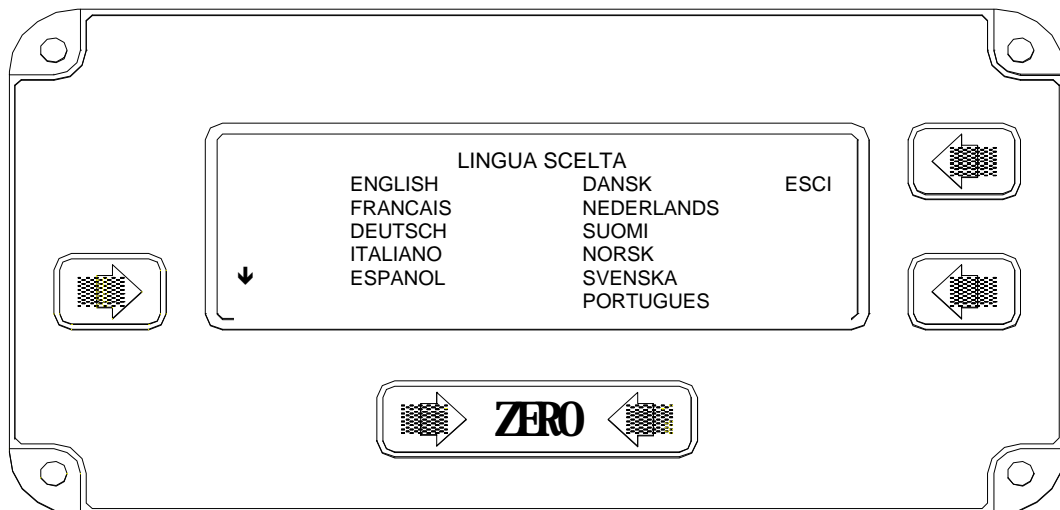 LINGUA SCELTA
ENGLISH DANSK ESCI
FRANCAIS NEDERLANDS
DEUTSCH SUOMI
ITALIANO NORSK
ESPANOL SVENSKA
PORTUGUES
ZERO